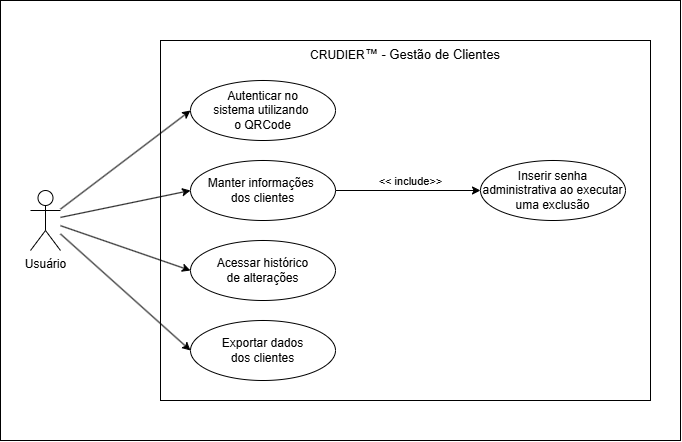 CRUDIER™ - Gestão de Clientes
Autenticar no
sistema utilizando
o QRCode
Manter informações
dos clientes
<< include>>
Inserir senha
administrativa ao executar
uma exclusão
Usuário
Acessar histórico
de alterações
Exportar dados
dos clientes